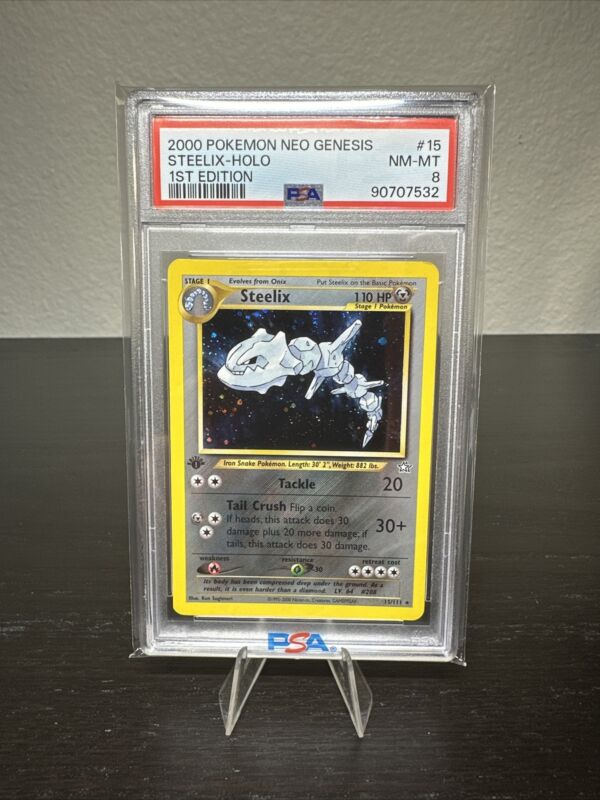 2000 POKEMON NEO GENESIS #15
STEELIX-HOLO NM-MT
1ST EDITION 8
PSA 90707532
STAGE 1 Evolves from Onix Put Steelix on the Basic Pokémon
Steelix 110 HP
Stage 1 Pokémon
Iron Snake Pokémon. Length: 30' 2", Weight: 882 lbs.
Tackle 20
Tail Crush Flip a coin.
If heads, this attack does 30
damage plus 20 more damage; if
tails, this attack does 30 damage.
30+
weakness resistance retreat cost
-30
Its body has been compressed deep under the ground. As a
result, it is even harder than a diamond. LV. 64 #208
Illus. Ken Sugimori
15/111
PSA